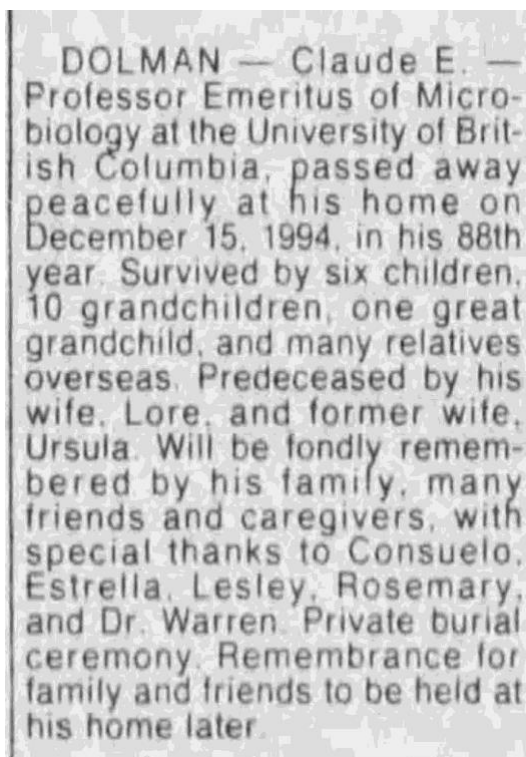 DOLMAN — Claude E. —
Professor Emeritus of Micro-
biology at the University of Brit-
ish Columbia, passed away
peacefully at his home on
December 15, 1994, in his 88th
year. Survived by six children,
10 grandchildren, one great
grandchild, and many relatives
overseas. Predeceased by his
wife, Lore, and former wife,
Ursula. Will be fondly remem-
bered by his family, many
friends and caregivers, with
special thanks to Consuelo,
Estrella, Lesley, Rosemary,
and Dr. Warren. Private burial
ceremony. Remembrance for
family and friends to be held at
his home later.